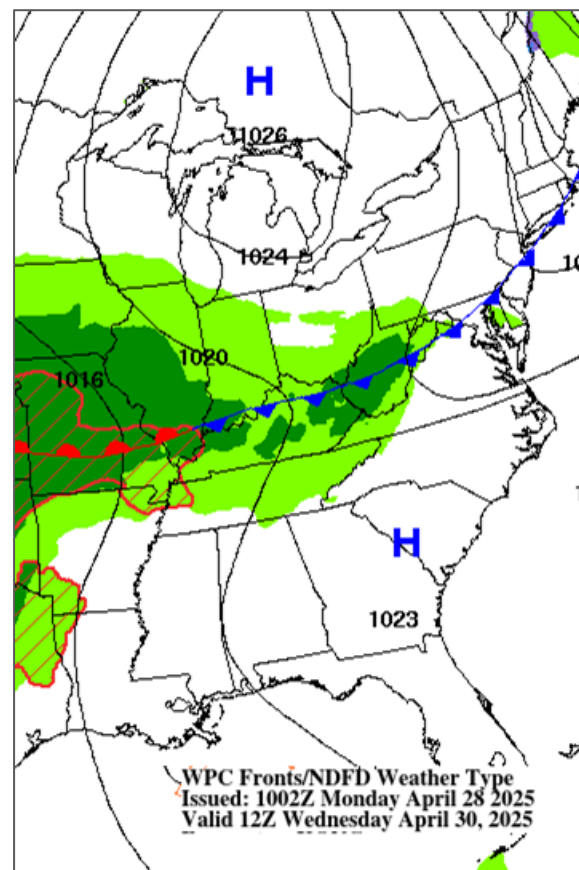 H
1026
1024
10
1020
1016
H
1023
WPC Fronts/NDFD Weather Type
Issued: 1002Z Monday April 28 2025
Valid 12Z Wednesday April 30, 2025